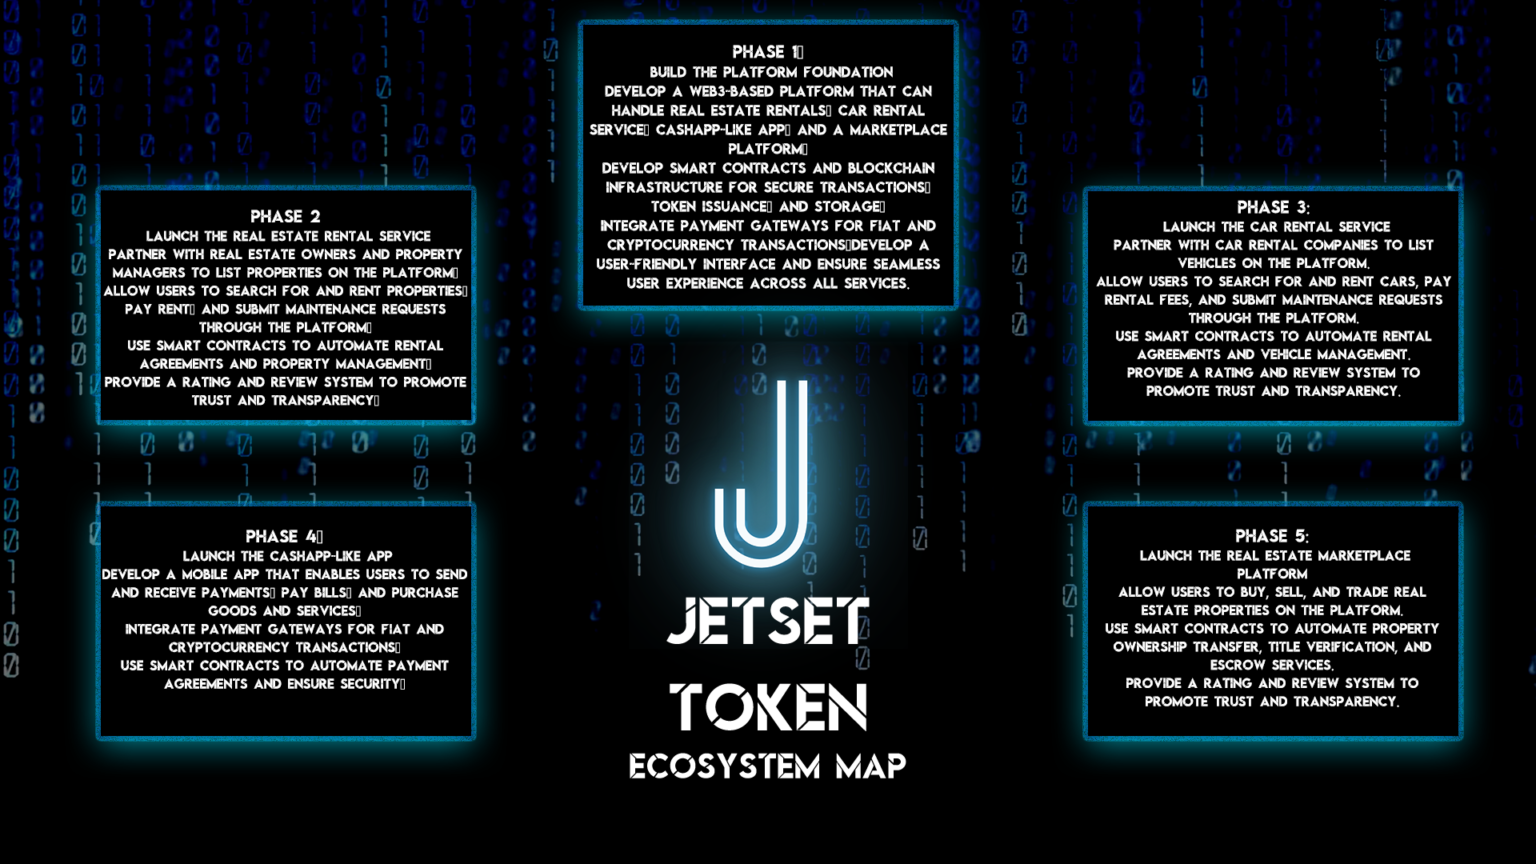 PHASE 1▯
BUILD THE PLATFORM FOUNDATION
DEVELOP A WEB3-BASED PLATFORM THAT CAN
HANDLE REAL ESTATE RENTALS▯ CAR RENTAL
SERVICE▯ CASHAPP-LIKE APP▯ AND A MARKETPLACE
PLATFORM▯
DEVELOP SMART CONTRACTS AND BLOCKCHAIN
INFRASTRUCTURE FOR SECURE TRANSACTIONS▯
TOKEN ISSUANCE▯ AND STORAGE▯
INTEGRATE PAYMENT GATEWAYS FOR FIAT AND
CRYPTOCURRENCY TRANSACTIONS▯DEVELOP A
USER-FRIENDLY INTERFACE AND ENSURE SEAMLESS
USER EXPERIENCE ACROSS ALL SERVICES.
PHASE 2
LAUNCH THE REAL ESTATE RENTAL SERVICE
PARTNER WITH REAL ESTATE OWNERS AND PROPERTY
MANAGERS TO LIST PROPERTIES ON THE PLATFORM▯
ALLOW USERS TO SEARCH FOR AND RENT PROPERTIES▯
PAY RENT▯ AND SUBMIT MAINTENANCE REQUESTS
THROUGH THE PLATFORM▯
USE SMART CONTRACTS TO AUTOMATE RENTAL
AGREEMENTS AND PROPERTY MANAGEMENT▯
PROVIDE A RATING AND REVIEW SYSTEM TO PROMOTE
TRUST AND TRANSPARENCY▯
PHASE 3:
LAUNCH THE CAR RENTAL SERVICE
PARTNER WITH CAR RENTAL COMPANIES TO LIST
VEHICLES ON THE PLATFORM.
ALLOW USERS TO SEARCH FOR AND RENT CARS, PAY
RENTAL FEES, AND SUBMIT MAINTENANCE REQUESTS
THROUGH THE PLATFORM.
USE SMART CONTRACTS TO AUTOMATE RENTAL
AGREEMENTS AND VEHICLE MANAGEMENT.
PROVIDE A RATING AND REVIEW SYSTEM TO
PROMOTE TRUST AND TRANSPARENCY.
PHASE 4▯
LAUNCH THE CASHAPP-LIKE APP
DEVELOP A MOBILE APP THAT ENABLES USERS TO SEND
AND RECEIVE PAYMENTS▯ PAY BILLS▯ AND PURCHASE
GOODS AND SERVICES▯
INTEGRATE PAYMENT GATEWAYS FOR FIAT AND
CRYPTOCURRENCY TRANSACTIONS▯
USE SMART CONTRACTS TO AUTOMATE PAYMENT
AGREEMENTS AND ENSURE SECURITY▯
PHASE 5:
LAUNCH THE REAL ESTATE MARKETPLACE
PLATFORM
ALLOW USERS TO BUY, SELL, AND TRADE REAL
ESTATE PROPERTIES ON THE PLATFORM.
USE SMART CONTRACTS TO AUTOMATE PROPERTY
OWNERSHIP TRANSFER, TITLE VERIFICATION, AND
ESCROW SERVICES.
PROVIDE A RATING AND REVIEW SYSTEM TO
PROMOTE TRUST AND TRANSPARENCY.
J
JETSET
TOKEN
ECOSYSTEM MAP